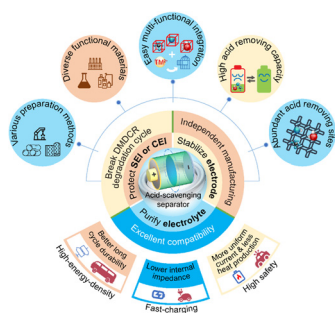 Easy multi-functional
integration
Diverse functional materials
High acid removing capacity
Various preparation methods
Abundant acid removing sites
Break DMDCR
degradation cycle
Independent manufacturing
Protect SEI or CEI
Stabilize electrode
Acid-scavenging
separator
Purify electrolyte
Excellent compatibility
Better long
cycle durability
High-energy-density
Lower internal
impedance
Fast-charging
More uniform
current & less
heat production
High safety